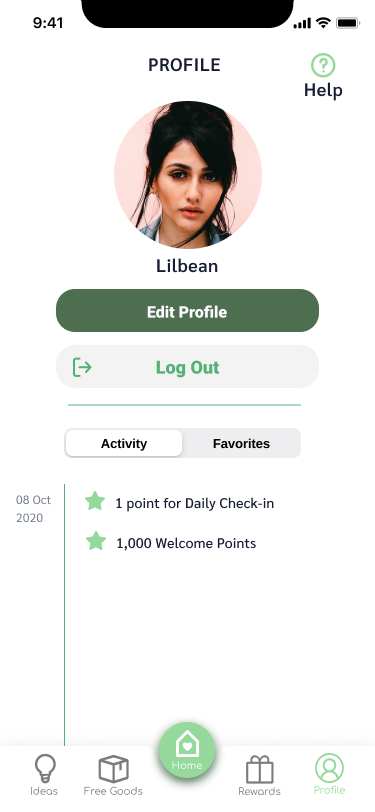 9:41
PROFILE
Help
Lilbean
Edit Profile
Log Out
Activity Favorites
08 Oct
2020
1 point for Daily Check-in
1,000 Welcome Points
Ideas Free Goods Home Rewards Profile